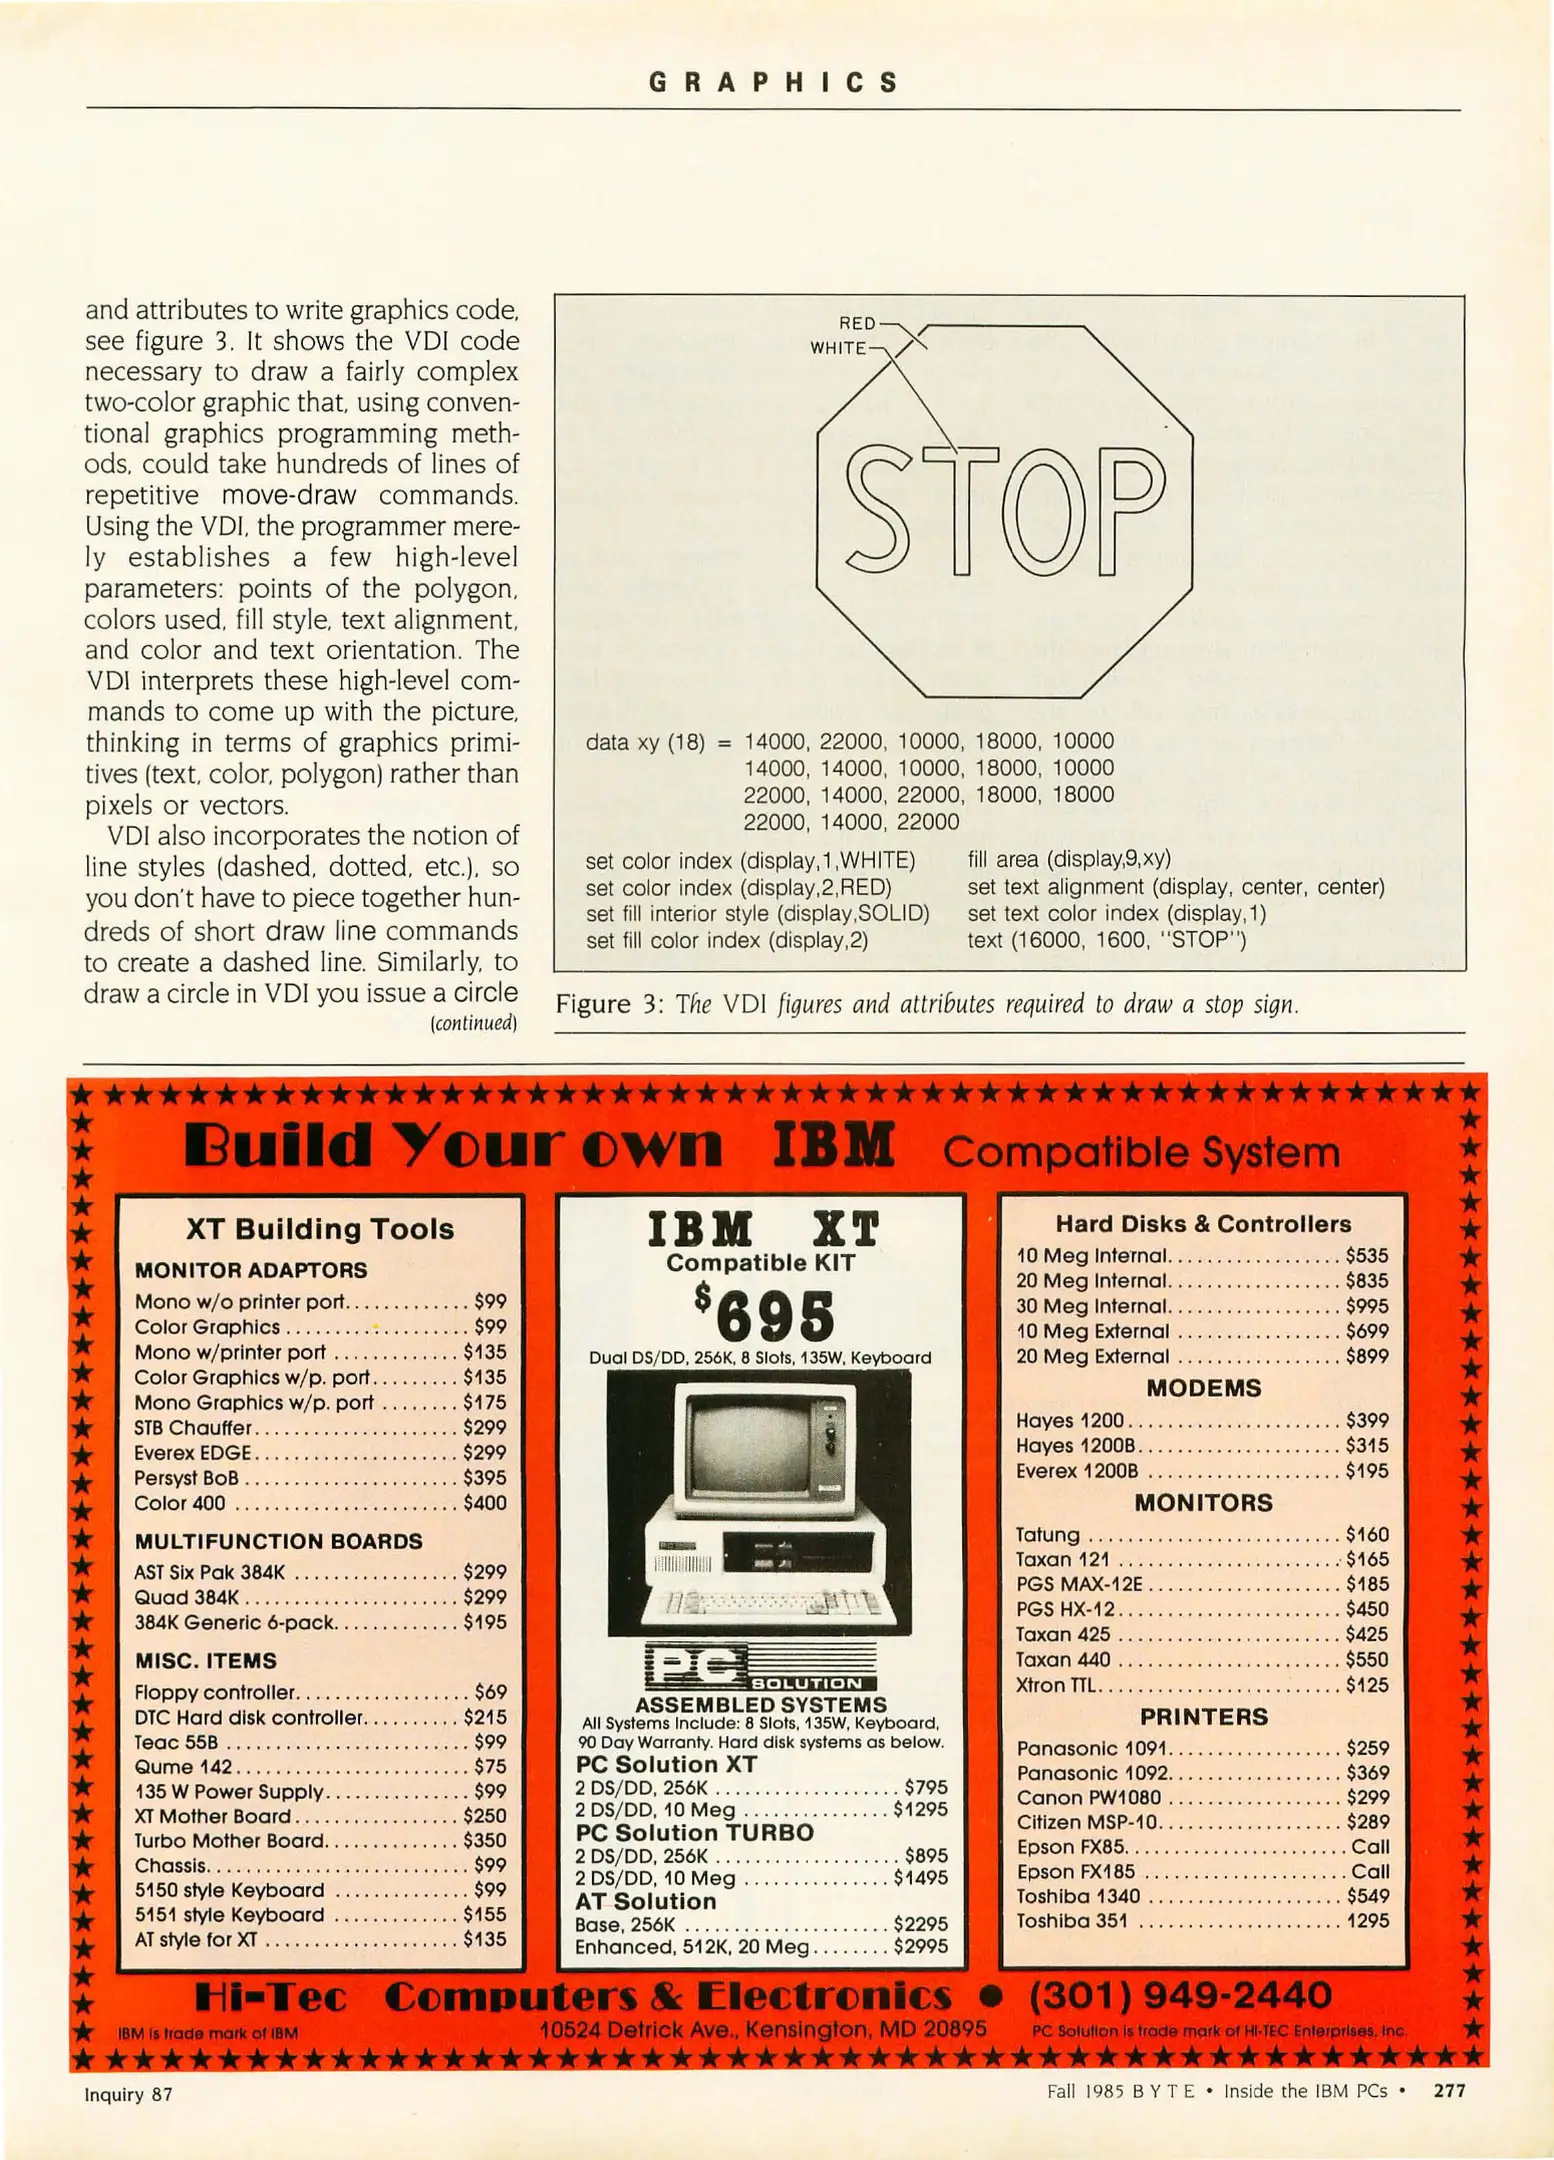 GRAPHICS
and attributes to write graphics code,
see figure 3. It shows the VDI code
necessary to draw a fairly complex
two-color graphic that, using conven-
tional graphics programming meth-
ods, could take hundreds of lines of
repetitive move-draw commands.
Using the VDI, the programmer mere-
ly establishes a few high-level
parameters: points of the polygon,
colors used, fill style, text alignment,
and color and text orientation. The
VDI interprets these high-level com-
mands to come up with the picture,
thinking in terms of graphics primi-
tives (text, color, polygon) rather than
pixels or vectors.
VDI also incorporates the notion of
line styles (dashed, dotted, etc.), so
you don't have to piece together hun-
dreds of short draw line commands
to create a dashed line. Similarly, to
draw a circle in VDI you issue a circle
(continued)
RED
WHITE
STOP
data xy (18) = 14000, 22000, 10000, 18000, 10000
14000, 14000, 10000, 18000, 10000
22000, 14000, 22000, 18000, 18000
22000, 14000, 22000
set color index (display,1,WHITE)
set color index (display,2,RED)
set fill interior style (display,SOLID)
set fill color index (display,2)
fill area (display,9,xy)
set text alignment (display, center, center)
set text color index (display,1)
text (16000, 1600, "STOP")
Figure 3: The VDI figures and attributes required to draw a stop sign.
Build Your own IBM Compatible System
XT Building Tools
MONITOR ADAPTORS
Mono w/o printer port............. $99
Color Graphics................... $99
Mono w/printer port ............. $135
Color Graphics w/p. port......... $135
Mono Graphics w/p. port ........ $175
STB Chauffer..................... $299
Everex EDGE..................... $299
Persyst BoB ...................... $395
Color 400 ....................... $400
MULTIFUNCTION BOARDS
AST Six Pak 384K ................. $299
Quad 384K...................... $299
384K Generic 6-pack............. $195
MISC. ITEMS
Floppy controller.................. $69
DTC Hard disk controller.......... $215
Teac 55B ......................... $99
Qume 142........................ $75
135 W Power Supply............... $99
XT Mother Board................. $250
Turbo Mother Board.............. $350
Chassis........................... $99
5150 style Keyboard .............. $99
5151 style Keyboard ............. $155
AT style for XT .................... $135
IBM XT
Compatible KIT
$695
Dual DS/DD, 256K, 8 Slots, 135W, Keyboard
PC
SOLUTION
ASSEMBLED SYSTEMS
All Systems Include: 8 Slots, 135W, Keyboard,
90 Day Warranty. Hard disk systems as below.
PC Solution XT
2 DS/DD, 256K ................... $795
2 DS/DD, 10 Meg ............... $1295
PC Solution TURBO
2 DS/DD, 256K ................... $895
2 DS/DD, 10 Meg ............... $1495
AT Solution
Base, 256K ..................... $2295
Enhanced, 512K, 20 Meg........ $2995
Hard Disks & Controllers
10 Meg Internal.................. $535
20 Meg Internal.................. $835
30 Meg Internal.................. $995
10 Meg External ................. $699
20 Meg External ................. $899
MODEMS
Hayes 1200...................... $399
Hayes 1200B..................... $315
Everex 1200B .................... $195
MONITORS
Tatung .......................... $160
Taxan 121 ....................... $165
PGS MAX-12E.................... $185
PGS HX-12....................... $450
Taxan 425 ....................... $425
Taxan 440 ....................... $550
Xtron TTL......................... $125
PRINTERS
Panasonic 1091.................. $259
Panasonic 1092.................. $369
Canon PW1080 .................. $299
Citizen MSP-10................... $289
Epson FX85....................... Call
Epson FX185 ..................... Call
Toshiba 1340 .................... $549
Toshiba 351 ..................... 1295
Hi-Tec Computers & Electronics • (301) 949-2440
IBM is trade mark of IBM
10524 Detrick Ave., Kensington, MD 20895
PC Solution is trade mark of HI-TEC Enterprises, Inc.
Inquiry 87
Fall 1985 BYTE • Inside the IBM PCs • 277